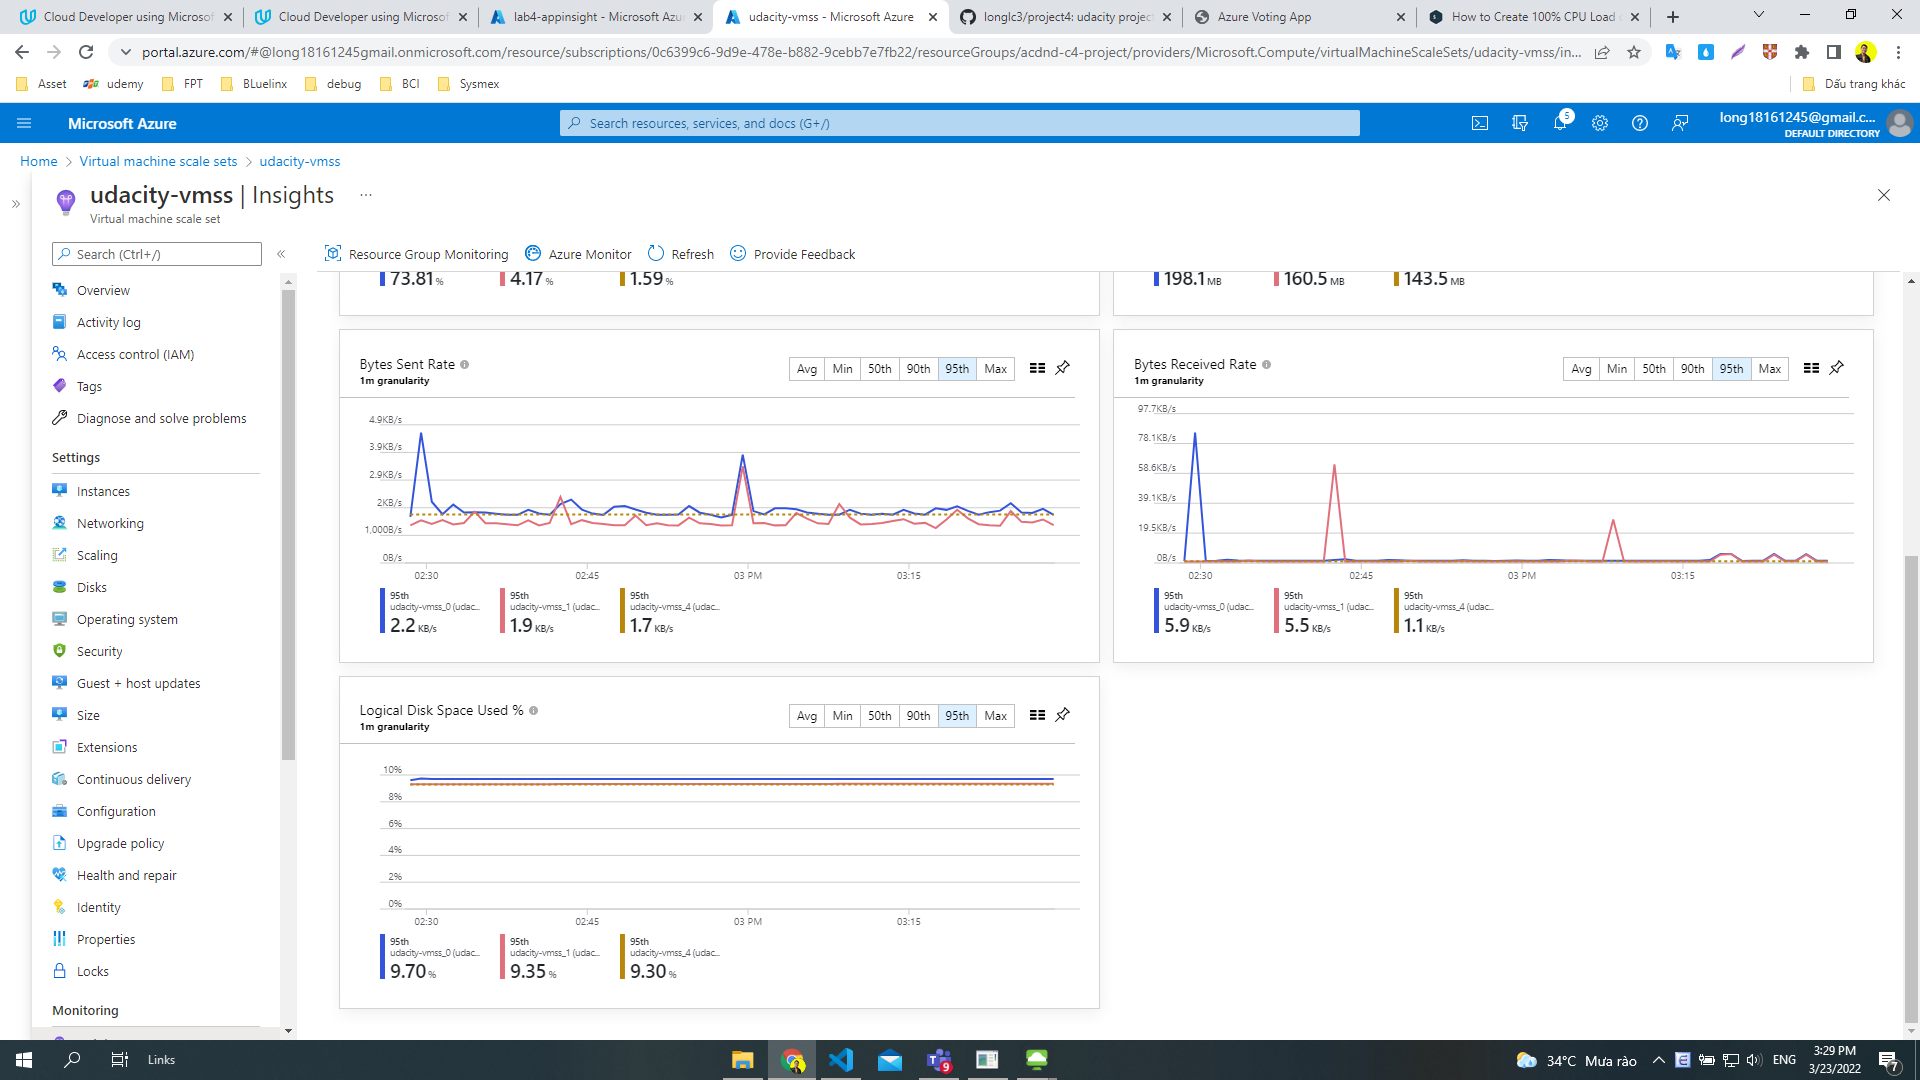 Cloud Developer using Microsof
Cloud Developer using Microsof
lab4-appinsight - Microsoft Azu
udacity-vmss - Microsoft Azure
longlc3/project4: udacity project
Azure Voting App
How to Create 100% CPU Load
portal.azure.com/#@long18161245gmail.onmicrosoft.com/resource/subscriptions/0c6399c6-9d9e-478e-b882-9cebb7e7fb22/resourceGroups/acdnd-c4-project/providers/Microsoft.Compute/virtualMachineScaleSets/udacity-vmss/in...
Asset
udemy
FPT
BLuelinx
debug
BCI
Sysmex
Dấu trang khác
Microsoft Azure
Search resources, services, and docs (G+/)
5
long18161245@gmail.c...
DEFAULT DIRECTORY
Home > Virtual machine scale sets > udacity-vmss
udacity-vmss | Insights ...
Virtual machine scale set
Search (Ctrl+/)
Resource Group Monitoring
Azure Monitor
Refresh
Provide Feedback
Overview
Activity log
Access control (IAM)
Tags
Diagnose and solve problems
Settings
Instances
Networking
Scaling
Disks
Operating system
Security
Guest + host updates
Size
Extensions
Continuous delivery
Configuration
Upgrade policy
Health and repair
Identity
Properties
Locks
Monitoring
73.81 %
4.17 %
1.59 %
198.1 MB
160.5 MB
143.5 MB
Bytes Sent Rate
1m granularity
Avg Min 50th 90th 95th Max
4.9KB/s
3.9KB/s
2.9KB/s
2KB/s
1,000B/s
0B/s
02:30 02:45 03 PM 03:15
95th
udacity-vmss_0 (udac...
2.2 KB/s
95th
udacity-vmss_1 (udac...
1.9 KB/s
95th
udacity-vmss_4 (udac...
1.7 KB/s
Bytes Received Rate
1m granularity
Avg Min 50th 90th 95th Max
97.7KB/s
78.1KB/s
58.6KB/s
39.1KB/s
19.5KB/s
0B/s
02:30 02:45 03 PM 03:15
95th
udacity-vmss_0 (udac...
5.9 KB/s
95th
udacity-vmss_1 (udac...
5.5 KB/s
95th
udacity-vmss_4 (udac...
1.1 KB/s
Logical Disk Space Used %
1m granularity
Avg Min 50th 90th 95th Max
10%
8%
6%
4%
2%
0%
02:30 02:45 03 PM 03:15
95th
udacity-vmss_0 (udac...
9.70 %
95th
udacity-vmss_1 (udac...
9.35 %
95th
udacity-vmss_4 (udac...
9.30 %
Links
9
34°C Mưa rào
ENG
3:29 PM
3/23/2022
7